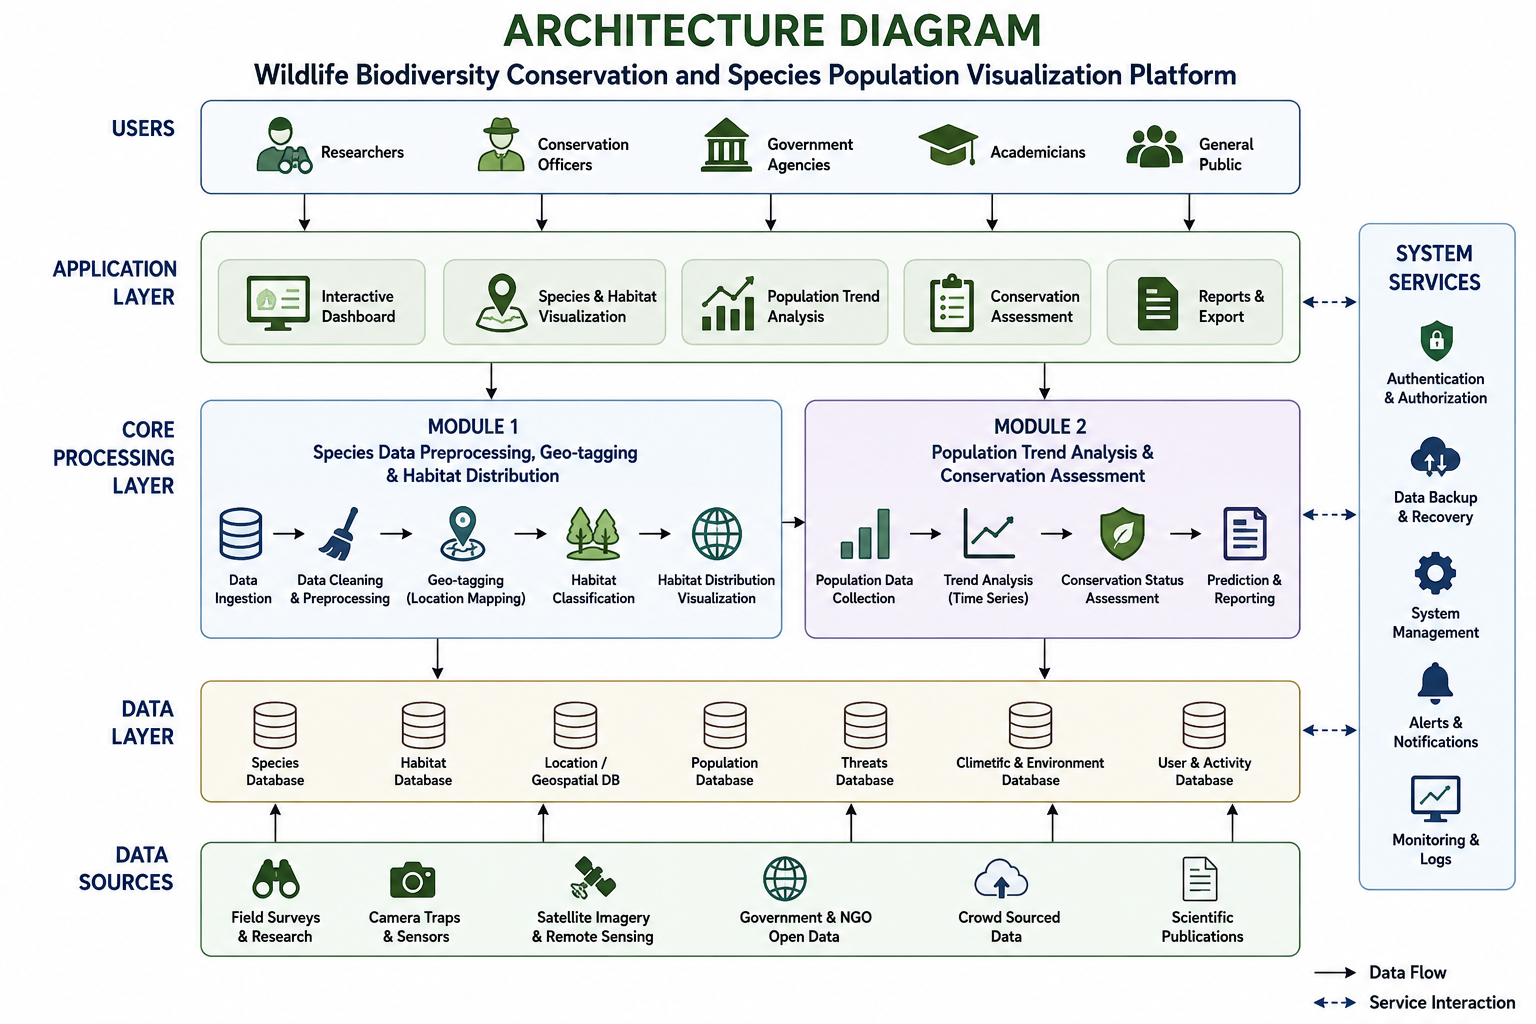 ARCHITECTURE DIAGRAM
Wildlife Biodiversity Conservation and Species Population Visualization Platform
USERS
Researchers
Conservation
Officers
Government
Agencies
Academicians
General
Public
APPLICATION
LAYER
Interactive
Dashboard
Species & Habitat
Visualization
Population Trend
Analysis
Conservation
Assessment
Reports &
Export
CORE
PROCESSING
LAYER
MODULE 1
Species Data Preprocessing, Geo-tagging
& Habitat Distribution
Data
Ingestion
Data Cleaning
& Preprocessing
Geo-tagging
(Location Mapping)
Habitat
Classification
Habitat Distribution
Visualization
MODULE 2
Population Trend Analysis &
Conservation Assessment
Population Data
Collection
Trend Analysis
(Time Series)
Conservation Status
Assessment
Prediction &
Reporting
DATA
LAYER
Species
Database
Habitat
Database
Location /
Geospatial DB
Population
Database
Threats
Database
Climetific & Environment
Database
User & Activity
Database
DATA
SOURCES
Field Surveys
& Research
Camera Traps
& Sensors
Satellite Imagery
& Remote Sensing
Government & NGO
Open Data
Crowd Sourced
Data
Scientific
Publications
SYSTEM
SERVICES
Authentication
& Authorization
Data Backup
& Recovery
System
Management
Alerts &
Notifications
Monitoring &
Logs
Data Flow
Service Interaction